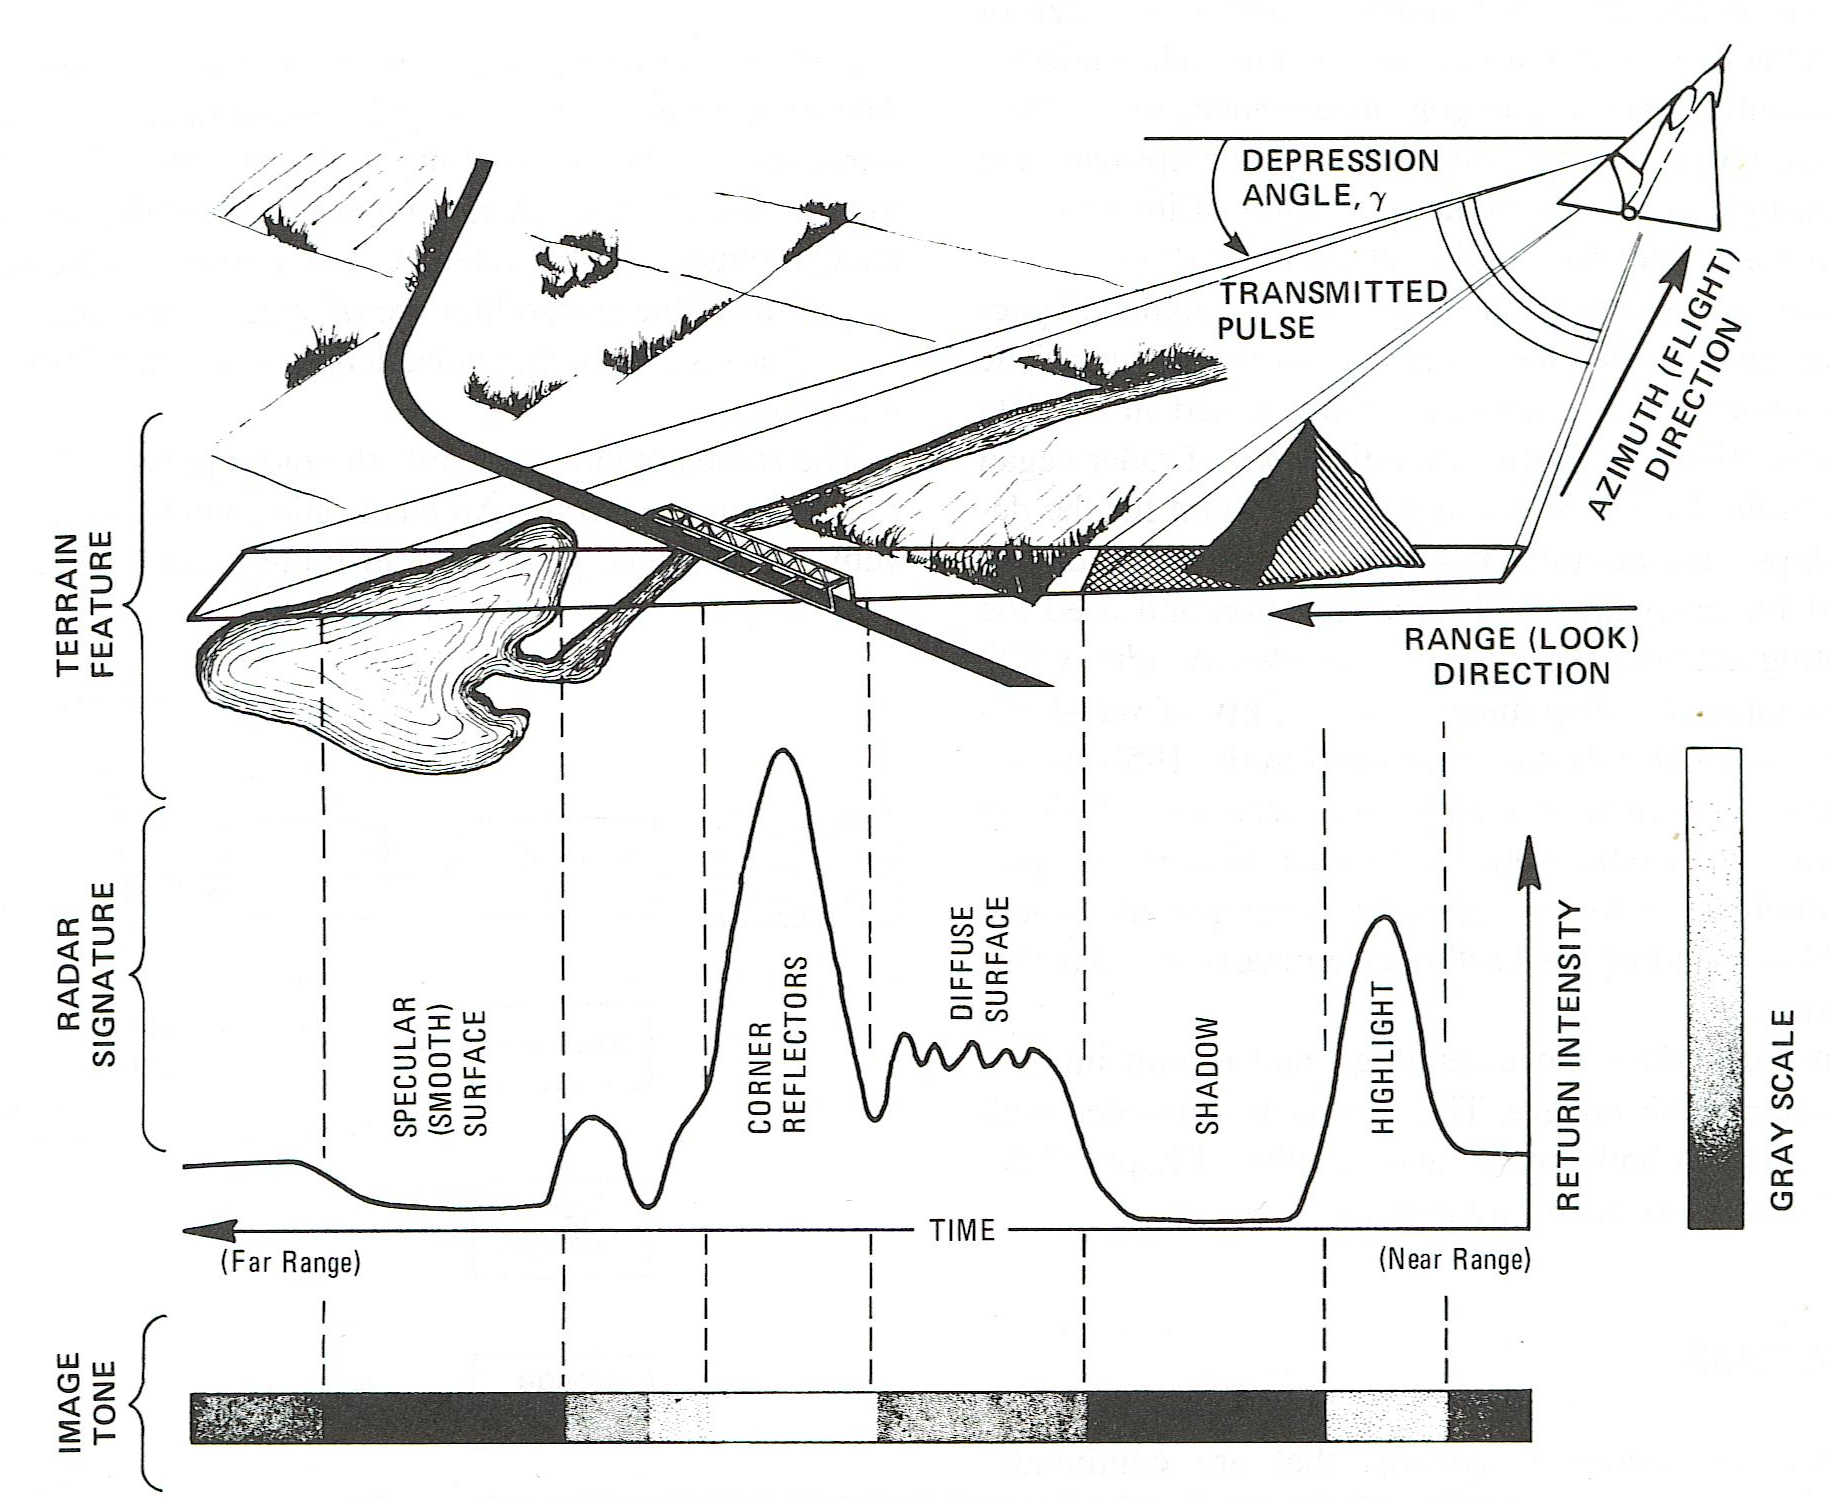 DEPRESSION
ANGLE, γ
TRANSMITTED
PULSE
AZIMUTH (FLIGHT)
DIRECTION
RANGE (LOOK)
DIRECTION
TERRAIN
FEATURE
RADAR
SIGNATURE
SPECULAR
(SMOOTH)
SURFACE
CORNER
REFLECTORS
DIFFUSE
SURFACE
SHADOW
HIGHLIGHT
RETURN INTENSITY
GRAY SCALE
TIME
(Far Range)
(Near Range)
IMAGE
TONE